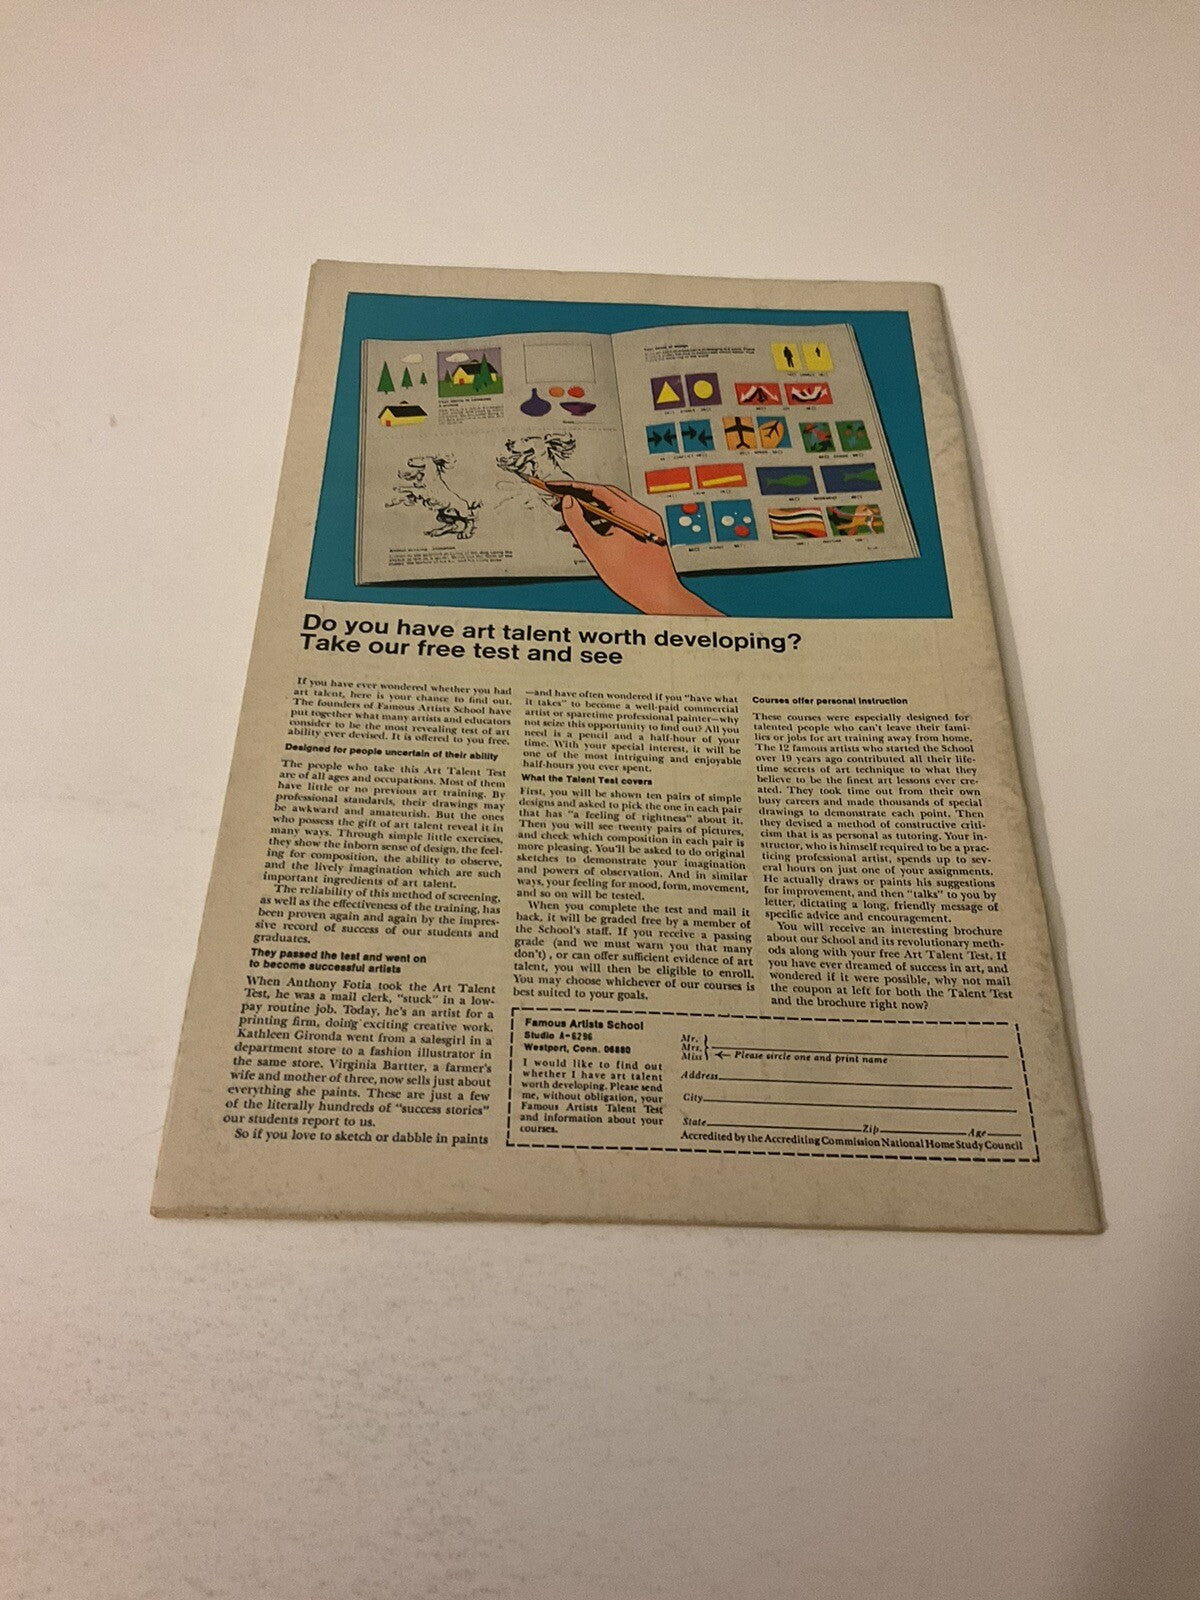 Do you have art talent worth developing?
Take our free test and see
If you have ever wondered whether you had
art talent, here is your chance to find out.
The founders of Famous Artists School have
put together what many artists and educators
consider to be the most revealing test of art
ability ever devised. It is offered to you free.
Designed for people uncertain of their ability
The people who take this Art Talent Test
are of all ages and occupations. Most of them
have little or no previous art training. By
professional standards, their drawings may
be awkward and amateurish. But the ones
who possess the gift of art talent reveal it in
many ways. Through simple little exercises,
they show the inborn sense of design, the feel-
ing for composition, the ability to observe,
and the lively imagination which are such
important ingredients of art talent.
The reliability of this method of screening,
as well as the effectiveness of the training, has
been proven again and again by the impres-
sive record of success of our students and
graduates.
They passed the test and went on
to become successful artists
When Anthony Fotia took the Art Talent
Test, he was a mail clerk, "stuck" in a low-
pay routine job. Today, he's an artist for a
printing firm, doing exciting creative work.
Kathleen Gironda went from a salesgirl in a
department store to a fashion illustrator in
the same store. Virginia Bartter, a farmer's
wife and mother of three, now sells just about
everything she paints. These are just a few
of the literally hundreds of "success stories"
our students report to us.
So if you love to sketch or dabble in paints
—and have often wondered if you "have what
it takes" to become a well-paid commercial
artist or sparetime professional painter—why
not seize this opportunity to find out? All you
need is a pencil and a half-hour of your
time. With your special interest, it will be
one of the most intriguing and enjoyable
half-hours you ever spent.
What the Talent Test covers
First, you will be shown ten pairs of simple
designs and asked to pick the one in each pair
that has "a feeling of rightness" about it.
Then you will see twenty pairs of pictures,
and check which composition in each pair is
more pleasing. You'll be asked to do original
sketches to demonstrate your imagination
and powers of observation. And in similar
ways, your feeling for mood, form, movement,
and so on will be tested.
When you complete the test and mail it
back, it will be graded free by a member of
the School's staff. If you receive a passing
grade (and we must warn you that many
don't), or can offer sufficient evidence of art
talent, you will then be eligible to enroll.
You may choose whichever of our courses is
best suited to your goals.
Courses offer personal instruction
These courses were especially designed for
talented people who can't leave their fami-
lies or jobs for art training away from home.
The 12 famous artists who started the School
over 19 years ago contributed all their life-
time secrets of art technique to what they
believe to be the finest art lessons ever cre-
ated. They took time out from their own
busy careers and made thousands of special
drawings to demonstrate each point. Then
they devised a method of constructive criti-
cism that is as personal as tutoring. Your in-
structor, who is himself required to be a prac-
ticing professional artist, spends up to sev-
eral hours on just one of your assignments.
He actually draws or paints his suggestions
for improvement, and then "talks" to you by
letter, dictating a long, friendly message of
specific advice and encouragement.
You will receive an interesting brochure
about our School and its revolutionary meth-
ods along with your free Art Talent Test. If
you have ever dreamed of success in art, and
wondered if it were possible, why not mail
the coupon at left for both the Talent Test
and the brochure right now?
Famous Artists School
Studio A-6296
Westport, Conn. 06880
I would like to find out
whether I have art talent
worth developing. Please send
me, without obligation, your
Famous Artists Talent Test
and information about your
courses.
Mr.
Mrs.
Miss Please circle one and print name
Address
City
State Zip Age
Accredited by the Accrediting Commission National Home Study Council